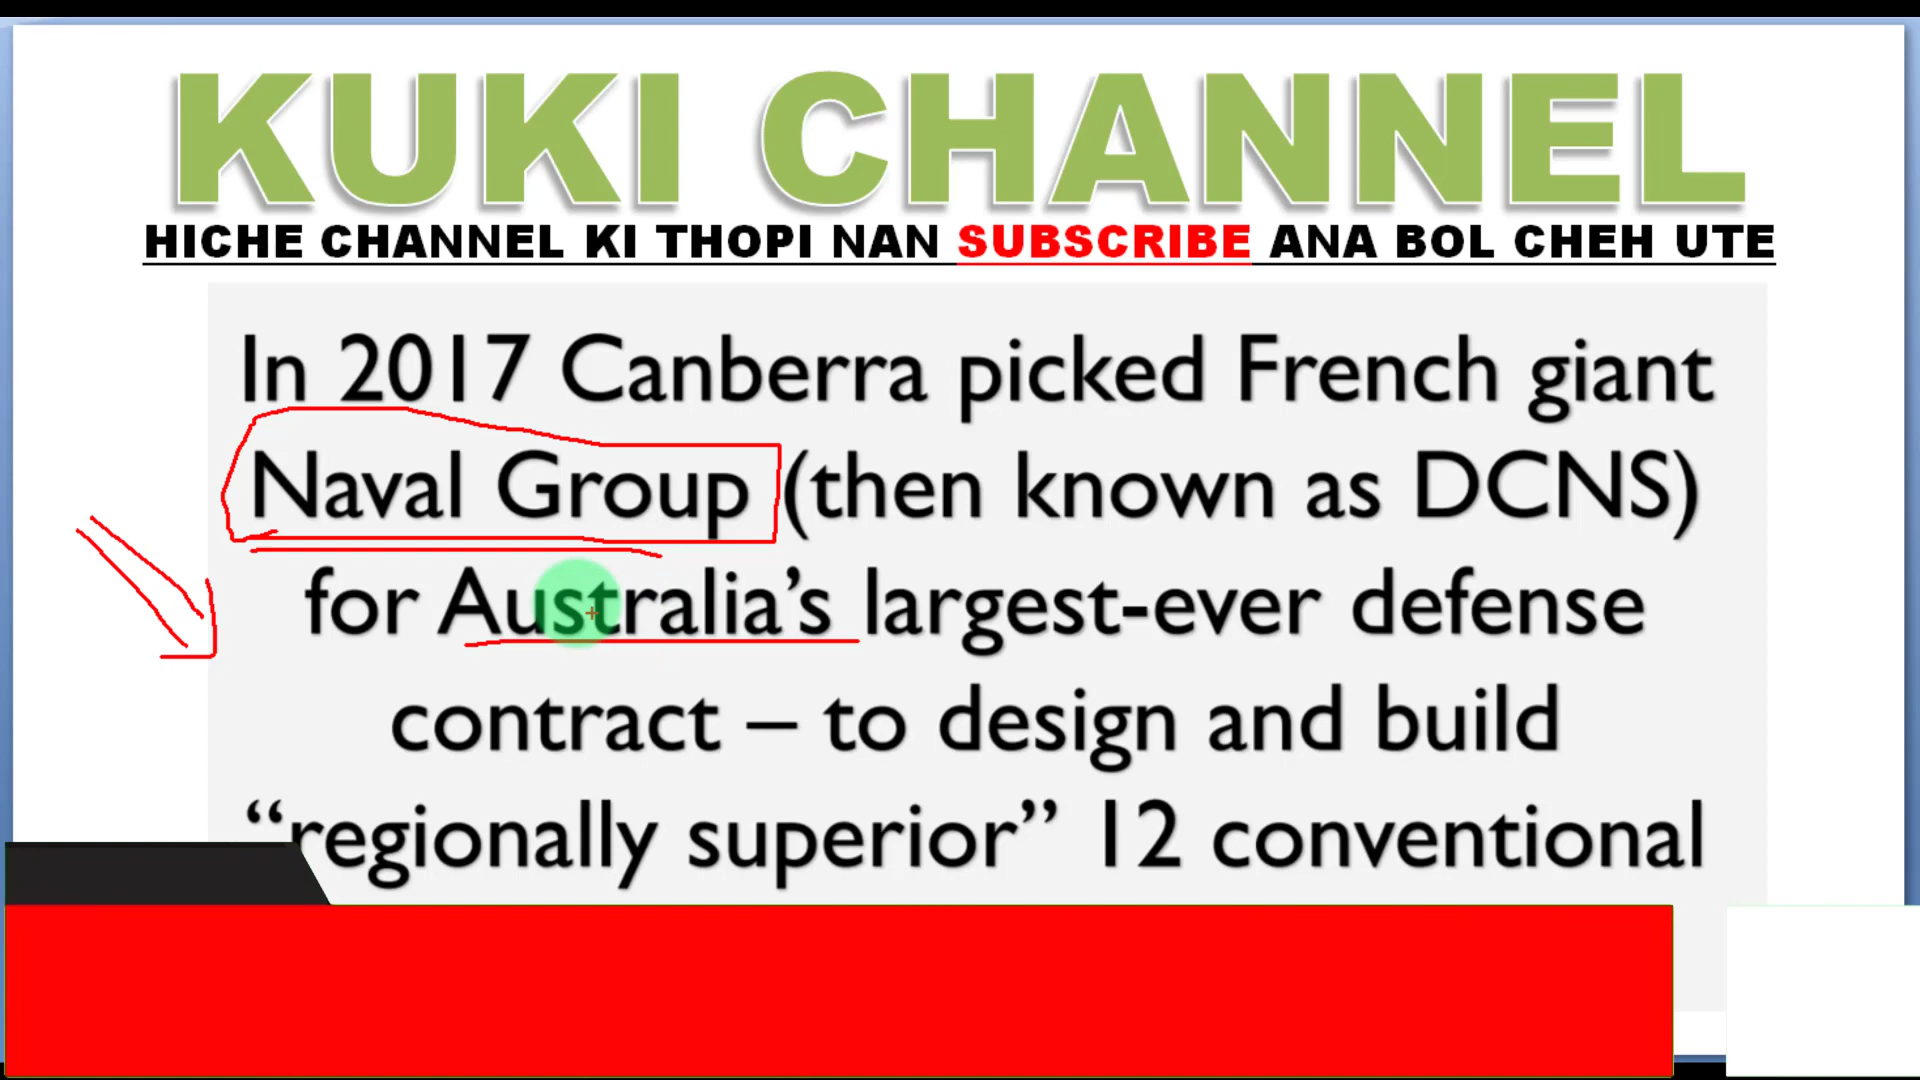 KUKI CHANNEL
HICHE CHANNEL KI THOPI NAN SUBSCRIBE ANA BOL CHEH UTE
In 2017 Canberra picked French giant
Naval Group (then known as DCNS)
for Australia’s largest-ever defense
contract – to design and build
“regionally superior” 12 conventional